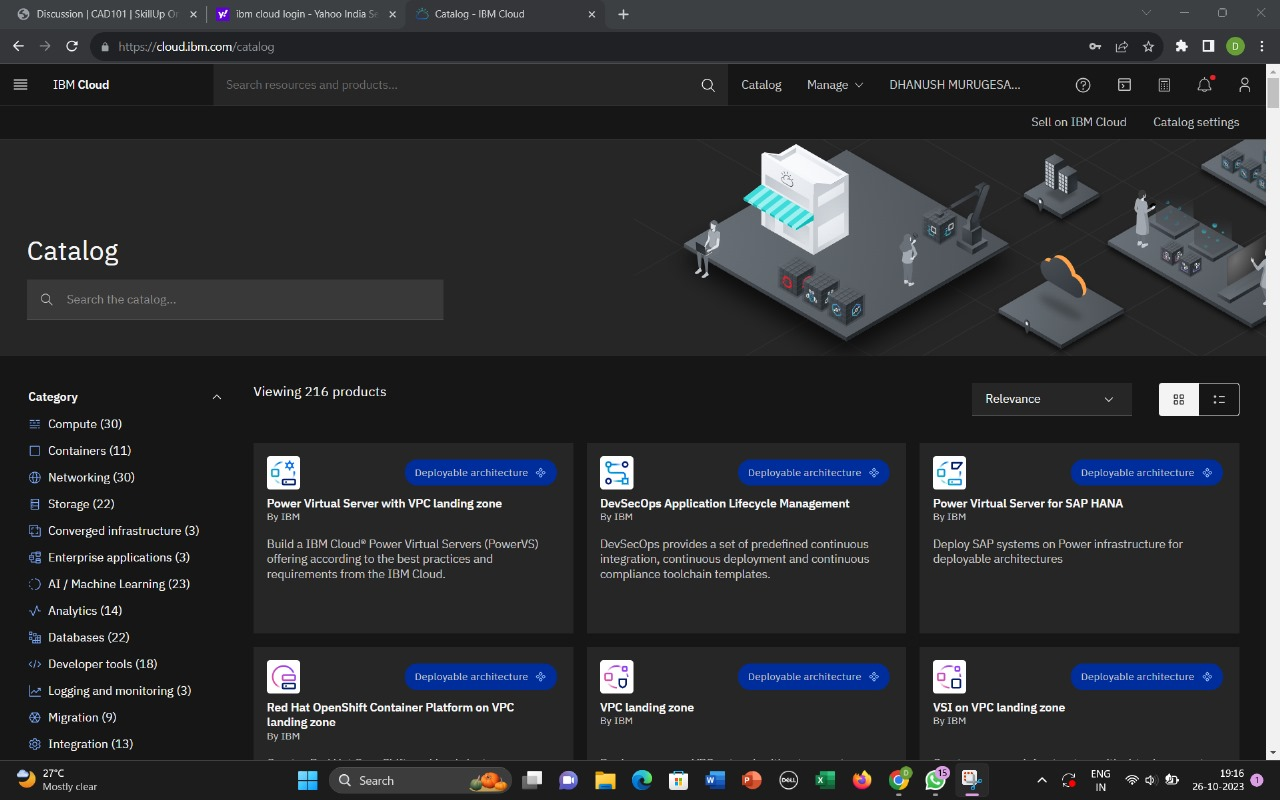 Discussion | CAD101 | SkillUp On
ibm cloud login - Yahoo India Se
Catalog - IBM Cloud
https://cloud.ibm.com/catalog
D
IBM Cloud
Search resources and products...
Catalog
Manage
DHANUSH MURUGESA...
Sell on IBM Cloud
Catalog settings
Catalog
Search the catalog...
Category
Compute (30)
Containers (11)
Networking (30)
Storage (22)
Converged infrastructure (3)
Enterprise applications (3)
AI / Machine Learning (23)
Analytics (14)
Databases (22)
Developer tools (18)
Logging and monitoring (3)
Migration (9)
Integration (13)
Viewing 216 products
Relevance
Deployable architecture
Power Virtual Server with VPC landing zone
By IBM
Build a IBM Cloud® Power Virtual Servers (PowerVS)
offering according to the best practices and
requirements from the IBM Cloud.
Deployable architecture
DevSecOps Application Lifecycle Management
By IBM
DevSecOps provides a set of predefined continuous
integration, continuous deployment and continuous
compliance toolchain templates.
Deployable architecture
Power Virtual Server for SAP HANA
By IBM
Deploy SAP systems on Power infrastructure for
deployable architectures
Deployable architecture
Red Hat OpenShift Container Platform on VPC
landing zone
By IBM
Deployable architecture
VPC landing zone
By IBM
Deployable architecture
VSI on VPC landing zone
By IBM
27°C
Mostly clear
Search
DELL
D
15
ENG
IN
19:16
26-10-2023
1